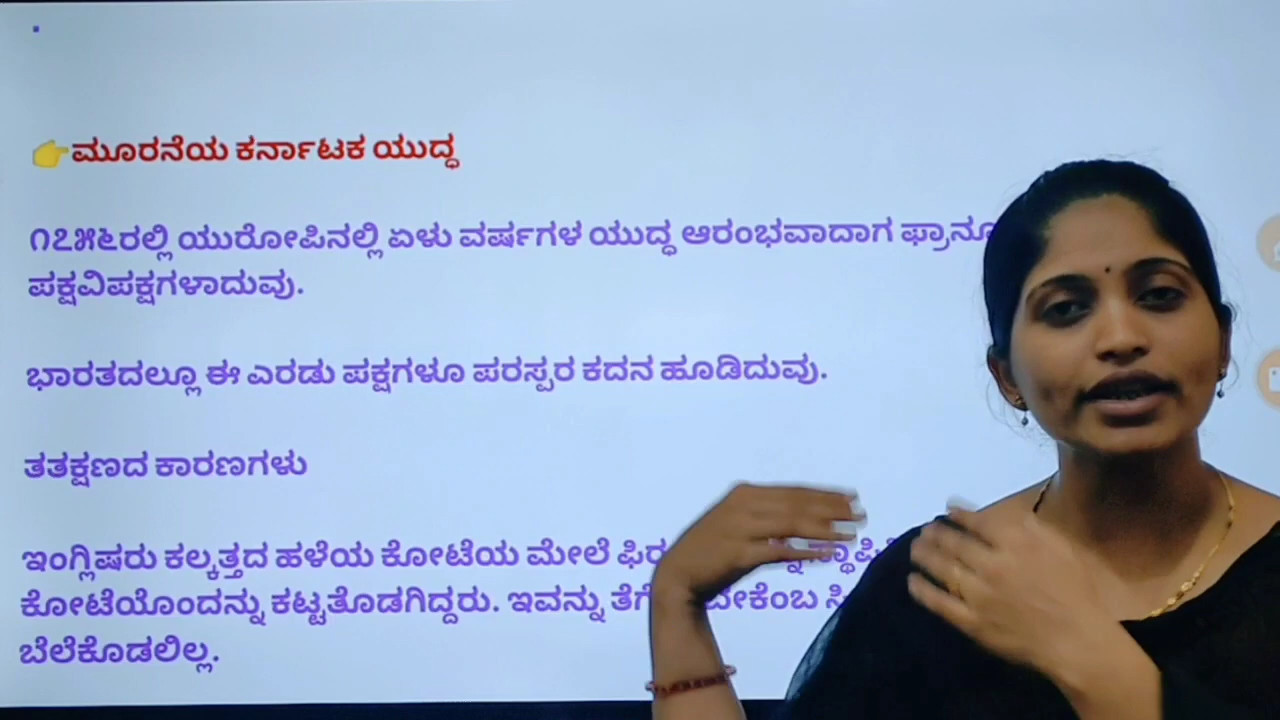 👉ಮೂರನೆಯ ಕರ್ನಾಟಕ ಯುದ್ಧ
೧೭೫೬ರಲ್ಲಿ ಯುರೋಪಿನಲ್ಲಿ ಏಳು ವರ್ಷಗಳ ಯುದ್ಧ ಆರಂಭವಾದಾಗ
ಪಕ್ಷವಿಪಕ್ಷಗಳಾದುವು.
ಭಾರತದಲ್ಲೂ ಈ ಎರಡು ಪಕ್ಷಗಳೂ ಪರಸ್ಪರ ಕದನ ಹೂಡಿದುವು.
ತತಕ್ಷಣದ ಕಾರಣಗಳು
ಇಂಗ್ಲಿಷರು ಕಲ್ಕತ್ತದ ಹಳೆಯ ಕೋಟೆಯ ಮೇಲೆ
ಕೋಟೆಯೊಂದನ್ನು ಕಟ್ಟತೊಡಗಿದ್ದರು. ಇವನ್ನು
ಬೆಲೆಕೊಡಲಿಲ್ಲ.